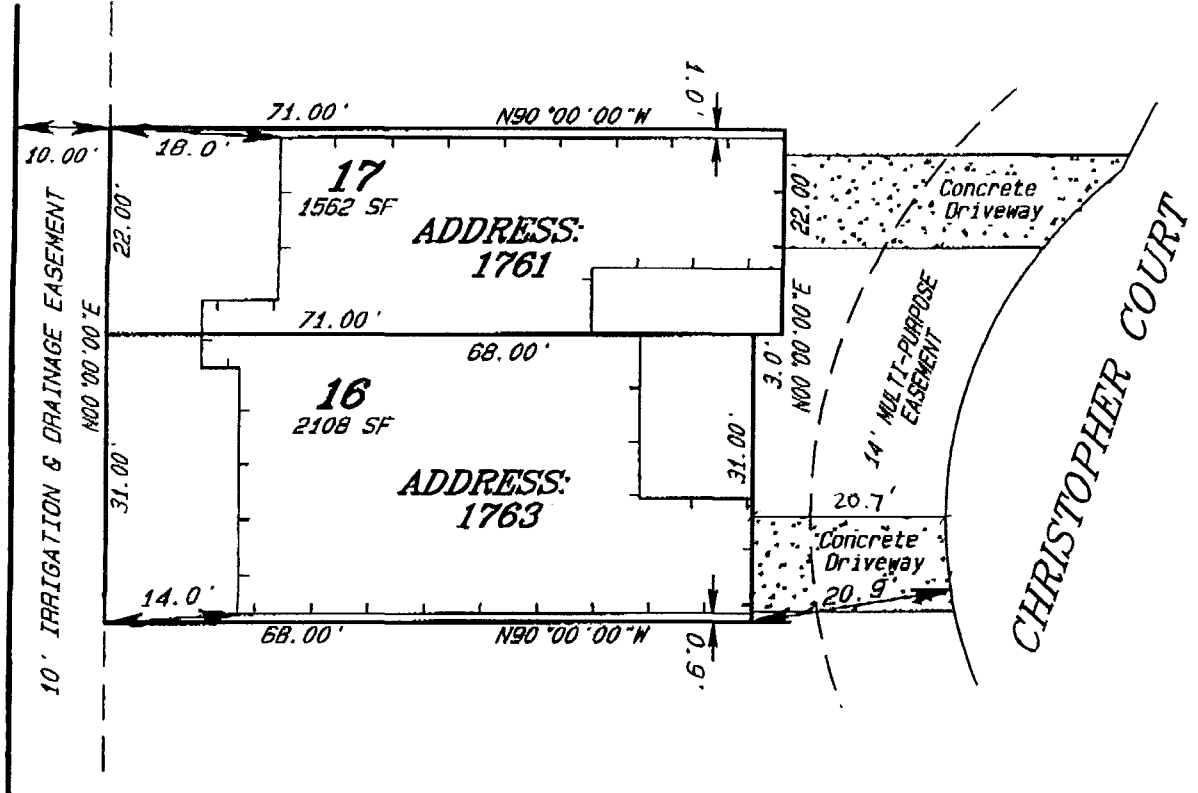 71.00'
N90°00'00"W
1.0'
10.00'
18.0'
17
1562 SF
ADDRESS:
1761
22.00'
22.00
Concrete
Driveway
10' IRRIGATION & DRAINAGE EASEMENT
N00°00'00"E
71.00'
68.00'
3.0'
N00°00'00"E
14' MULTI-PURPOSE
EASEMENT
CHRISTOPHER COURT
16
2108 SF
31.00'
31.00'
ADDRESS:
1763
20.7'
Concrete
Driveway
20.9'
14.0'
68.00'
N90°00'00"W
0.9'